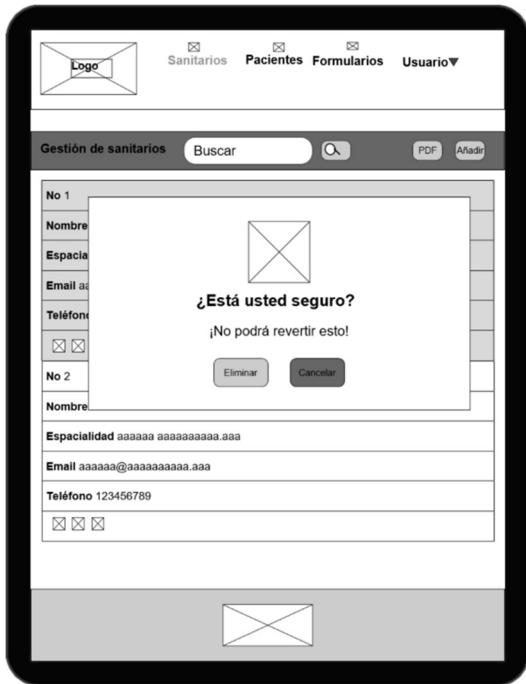 Logo
Sanitarios Pacientes Formularios Usuario▼
Gestión de sanitarios Buscar PDF Añadir
No 1
Nombre
Espacia
Email aa
Teléfono
¿Está usted seguro?
¡No podrá revertir esto!
Eliminar Cancelar
No 2
Nombre
Espacialidad aaaaaa aaaaaaaaaa.aaa
Email aaaaaa@aaaaaaaaaa.aaa
Teléfono 123456789